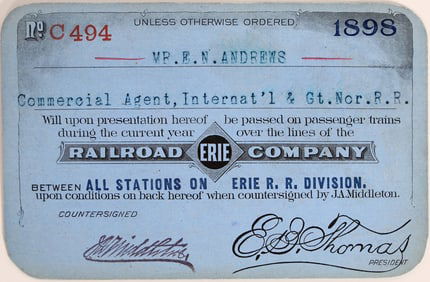 UNLESS OTHERWISE ORDERED
No C 494
1898
MR.E.N.ANDREWS
Commercial Agent,Internat'l & Gt.Nor.R.R.
Will upon presentation hereof be passed on passenger trains
during the current year over the lines of the
RAILROAD ERIE COMPANY
BETWEEN ALL STATIONS ON ERIE R. R. DIVISION.
upon conditions on back hereof when countersigned by J.A.Middleton.
COUNTERSIGNED
JAMiddleton
E.B.Thomas
PRESIDENT